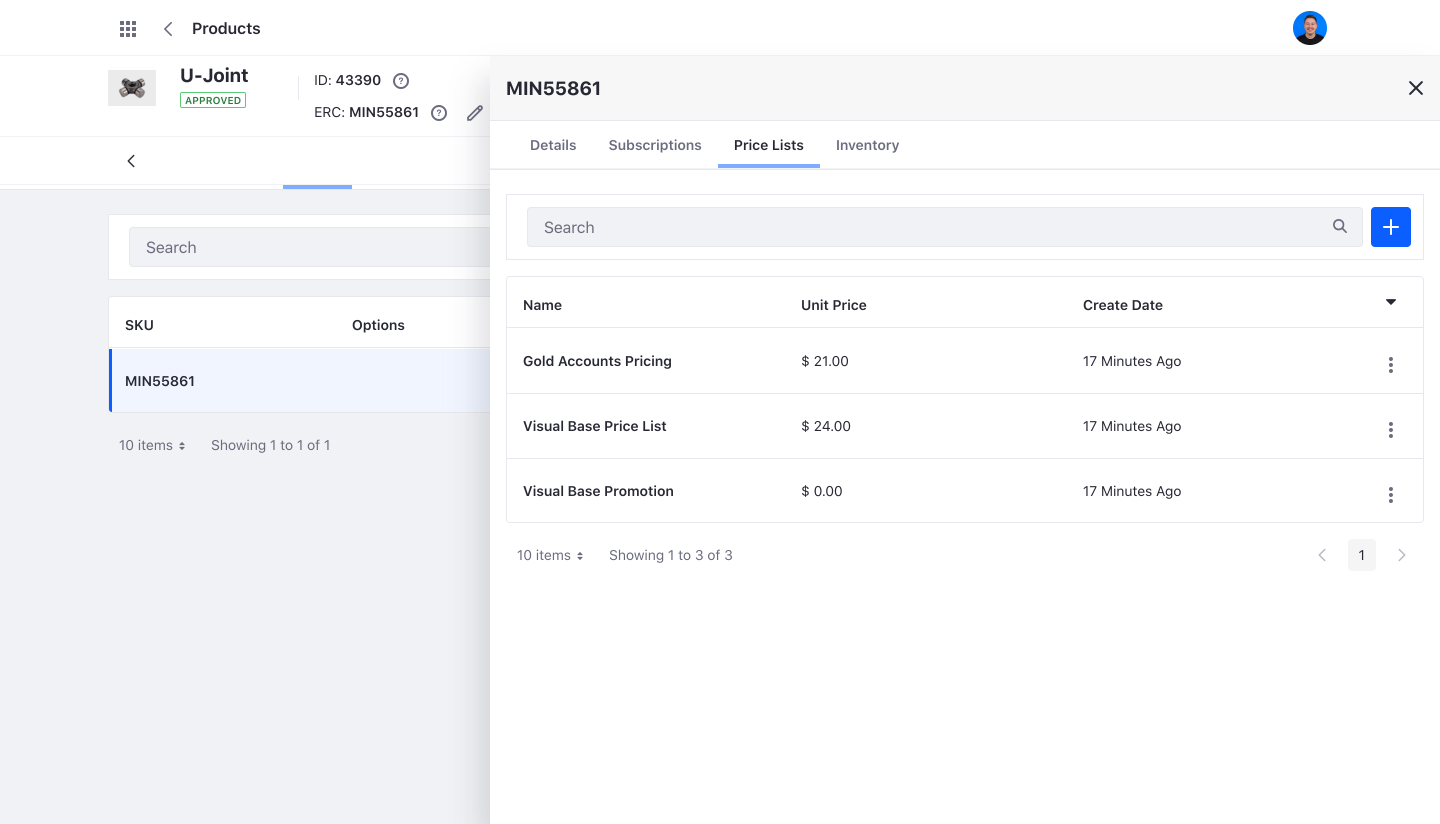 Products
U-Joint
APPROVED
ID: 43390
ERC: MIN55861
Search
SKU Options
MIN55861
10 items Showing 1 to 1 of 1
MIN55861
Details Subscriptions Price Lists Inventory
Search
Name Unit Price Create Date
Gold Accounts Pricing $ 21.00 17 Minutes Ago
Visual Base Price List $ 24.00 17 Minutes Ago
Visual Base Promotion $ 0.00 17 Minutes Ago
10 items Showing 1 to 3 of 3 1